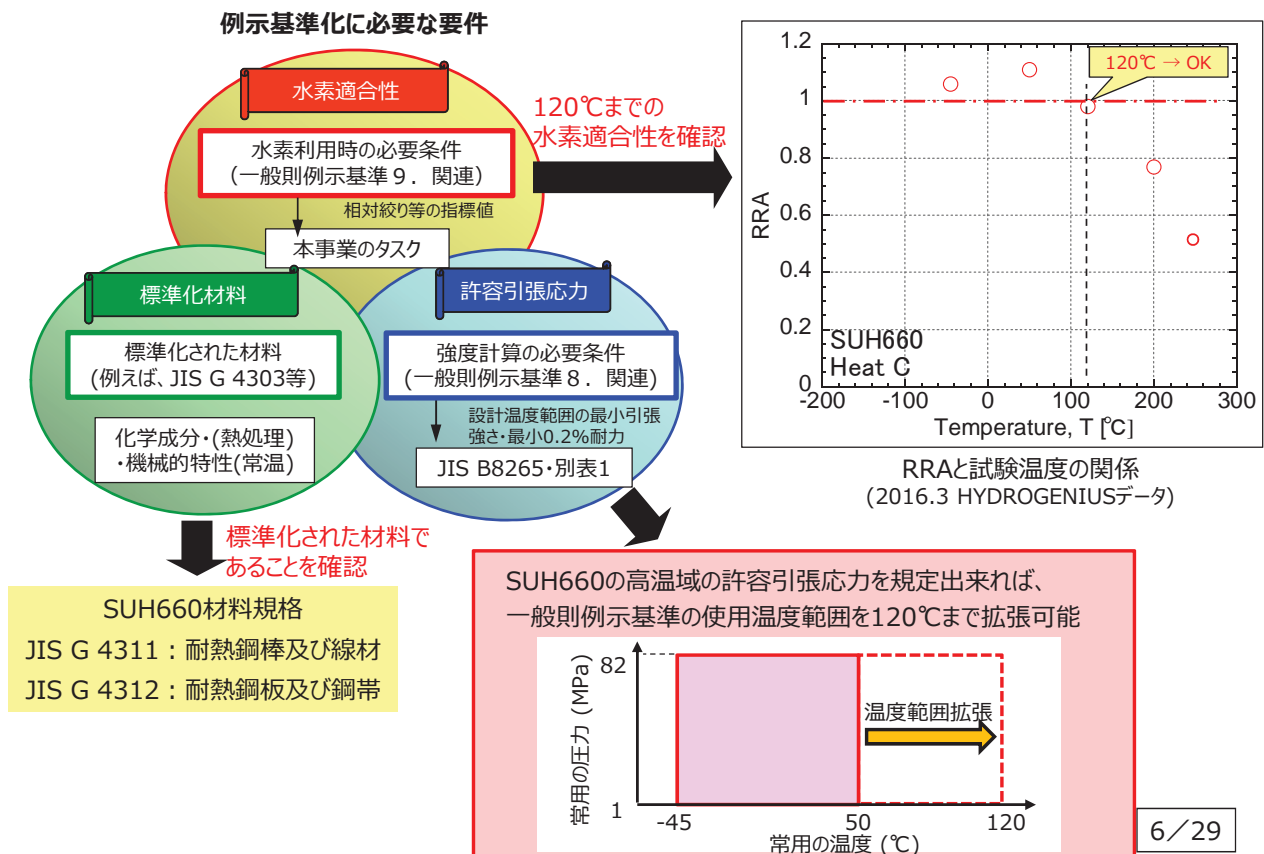 例示基準化に必要な要件
水素適合性
水素利用時の必要条件
(一般則例示基準９．関連)
相対絞り等の指標値
本事業のタスク
標準化材料
標準化された材料
(例えば、JIS G 4303等)
化学成分・(熱処理)
・機械的特性(常温)
許容引張応力
強度計算の必要条件
(一般則例示基準８．関連)
設計温度範囲の最小引張
強さ・最小0.2%耐力
JIS B8265・別表1
120℃までの
水素適合性を確認
1.2
1
0.8
0.6
0.4
0.2
0
RRA
120℃ → OK
SUH660
Heat C
-200 -100 0 100 200 300
Temperature, T [℃]
RRAと試験温度の関係
(2016.3 HYDROGENIUSデータ)
標準化された材料で
あることを確認
SUH660材料規格
JIS G 4311：耐熱鋼棒及び線材
JIS G 4312：耐熱鋼板及び鋼帯
SUH660の高温域の許容引張応力を規定出来れば、
一般則例示基準の使用温度範囲を120℃まで拡張可能
常用の圧力 (MPa)
82
1
温度範囲拡張
-45 50 120
常用の温度 (℃)
6／29